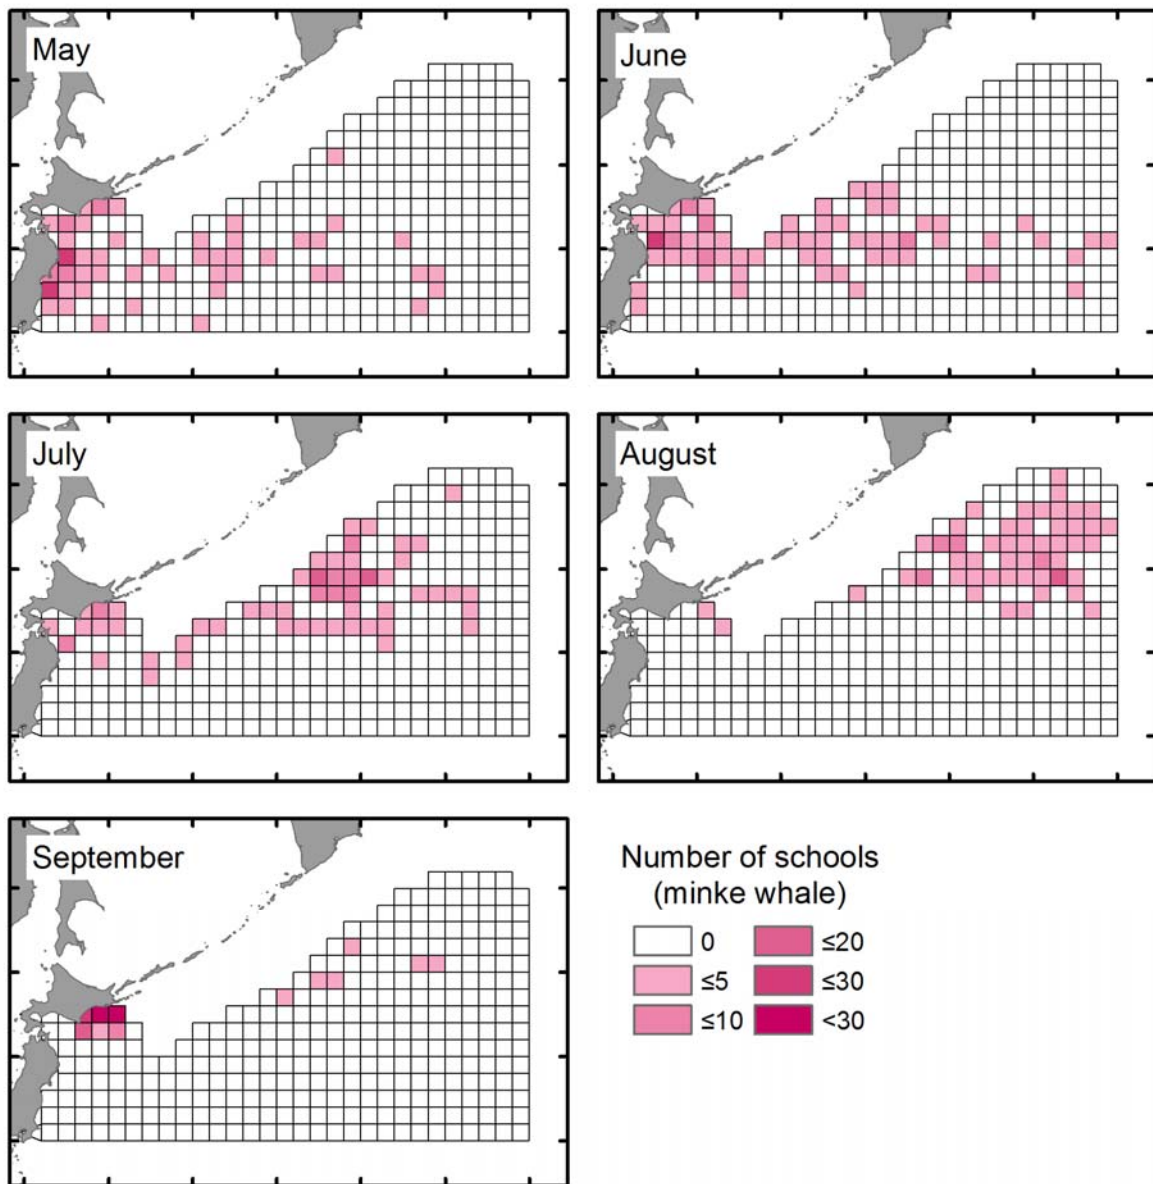 May
June
July
August
September
Number of schools
(minke whale)
0
≤20
≤5
≤30
≤10
<30